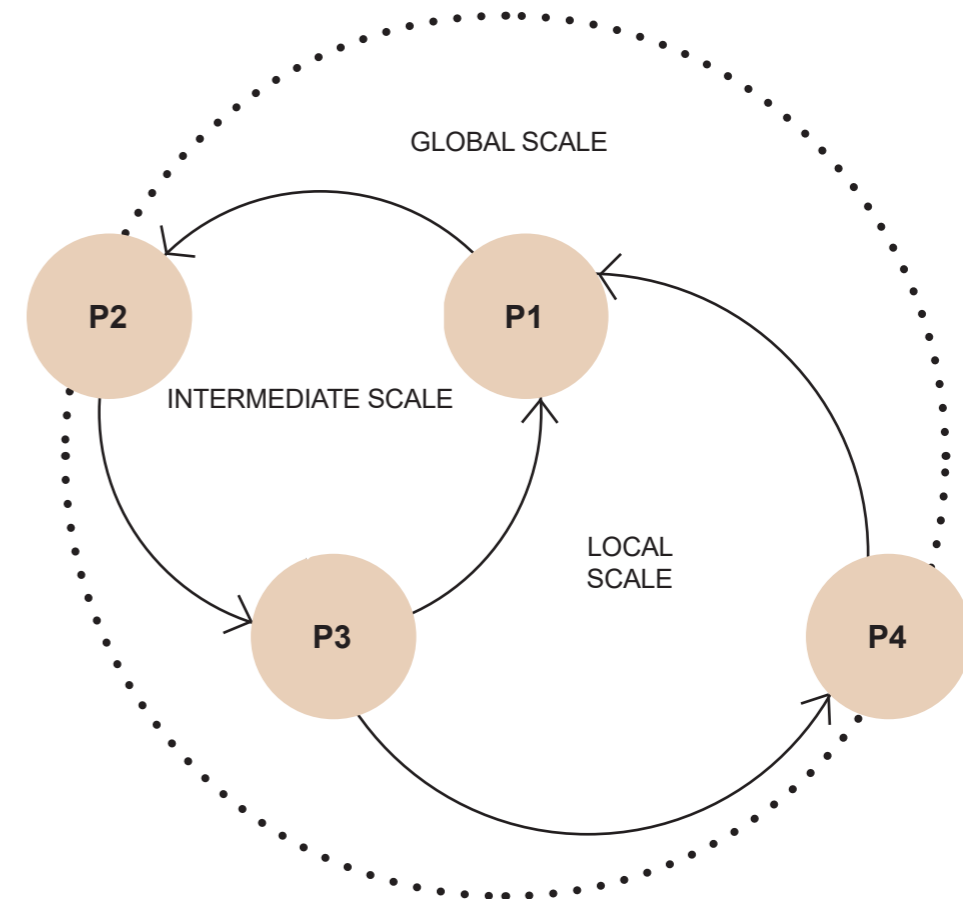 GLOBAL SCALE
P2
P1
INTERMEDIATE SCALE
LOCAL
SCALE
P3
P4